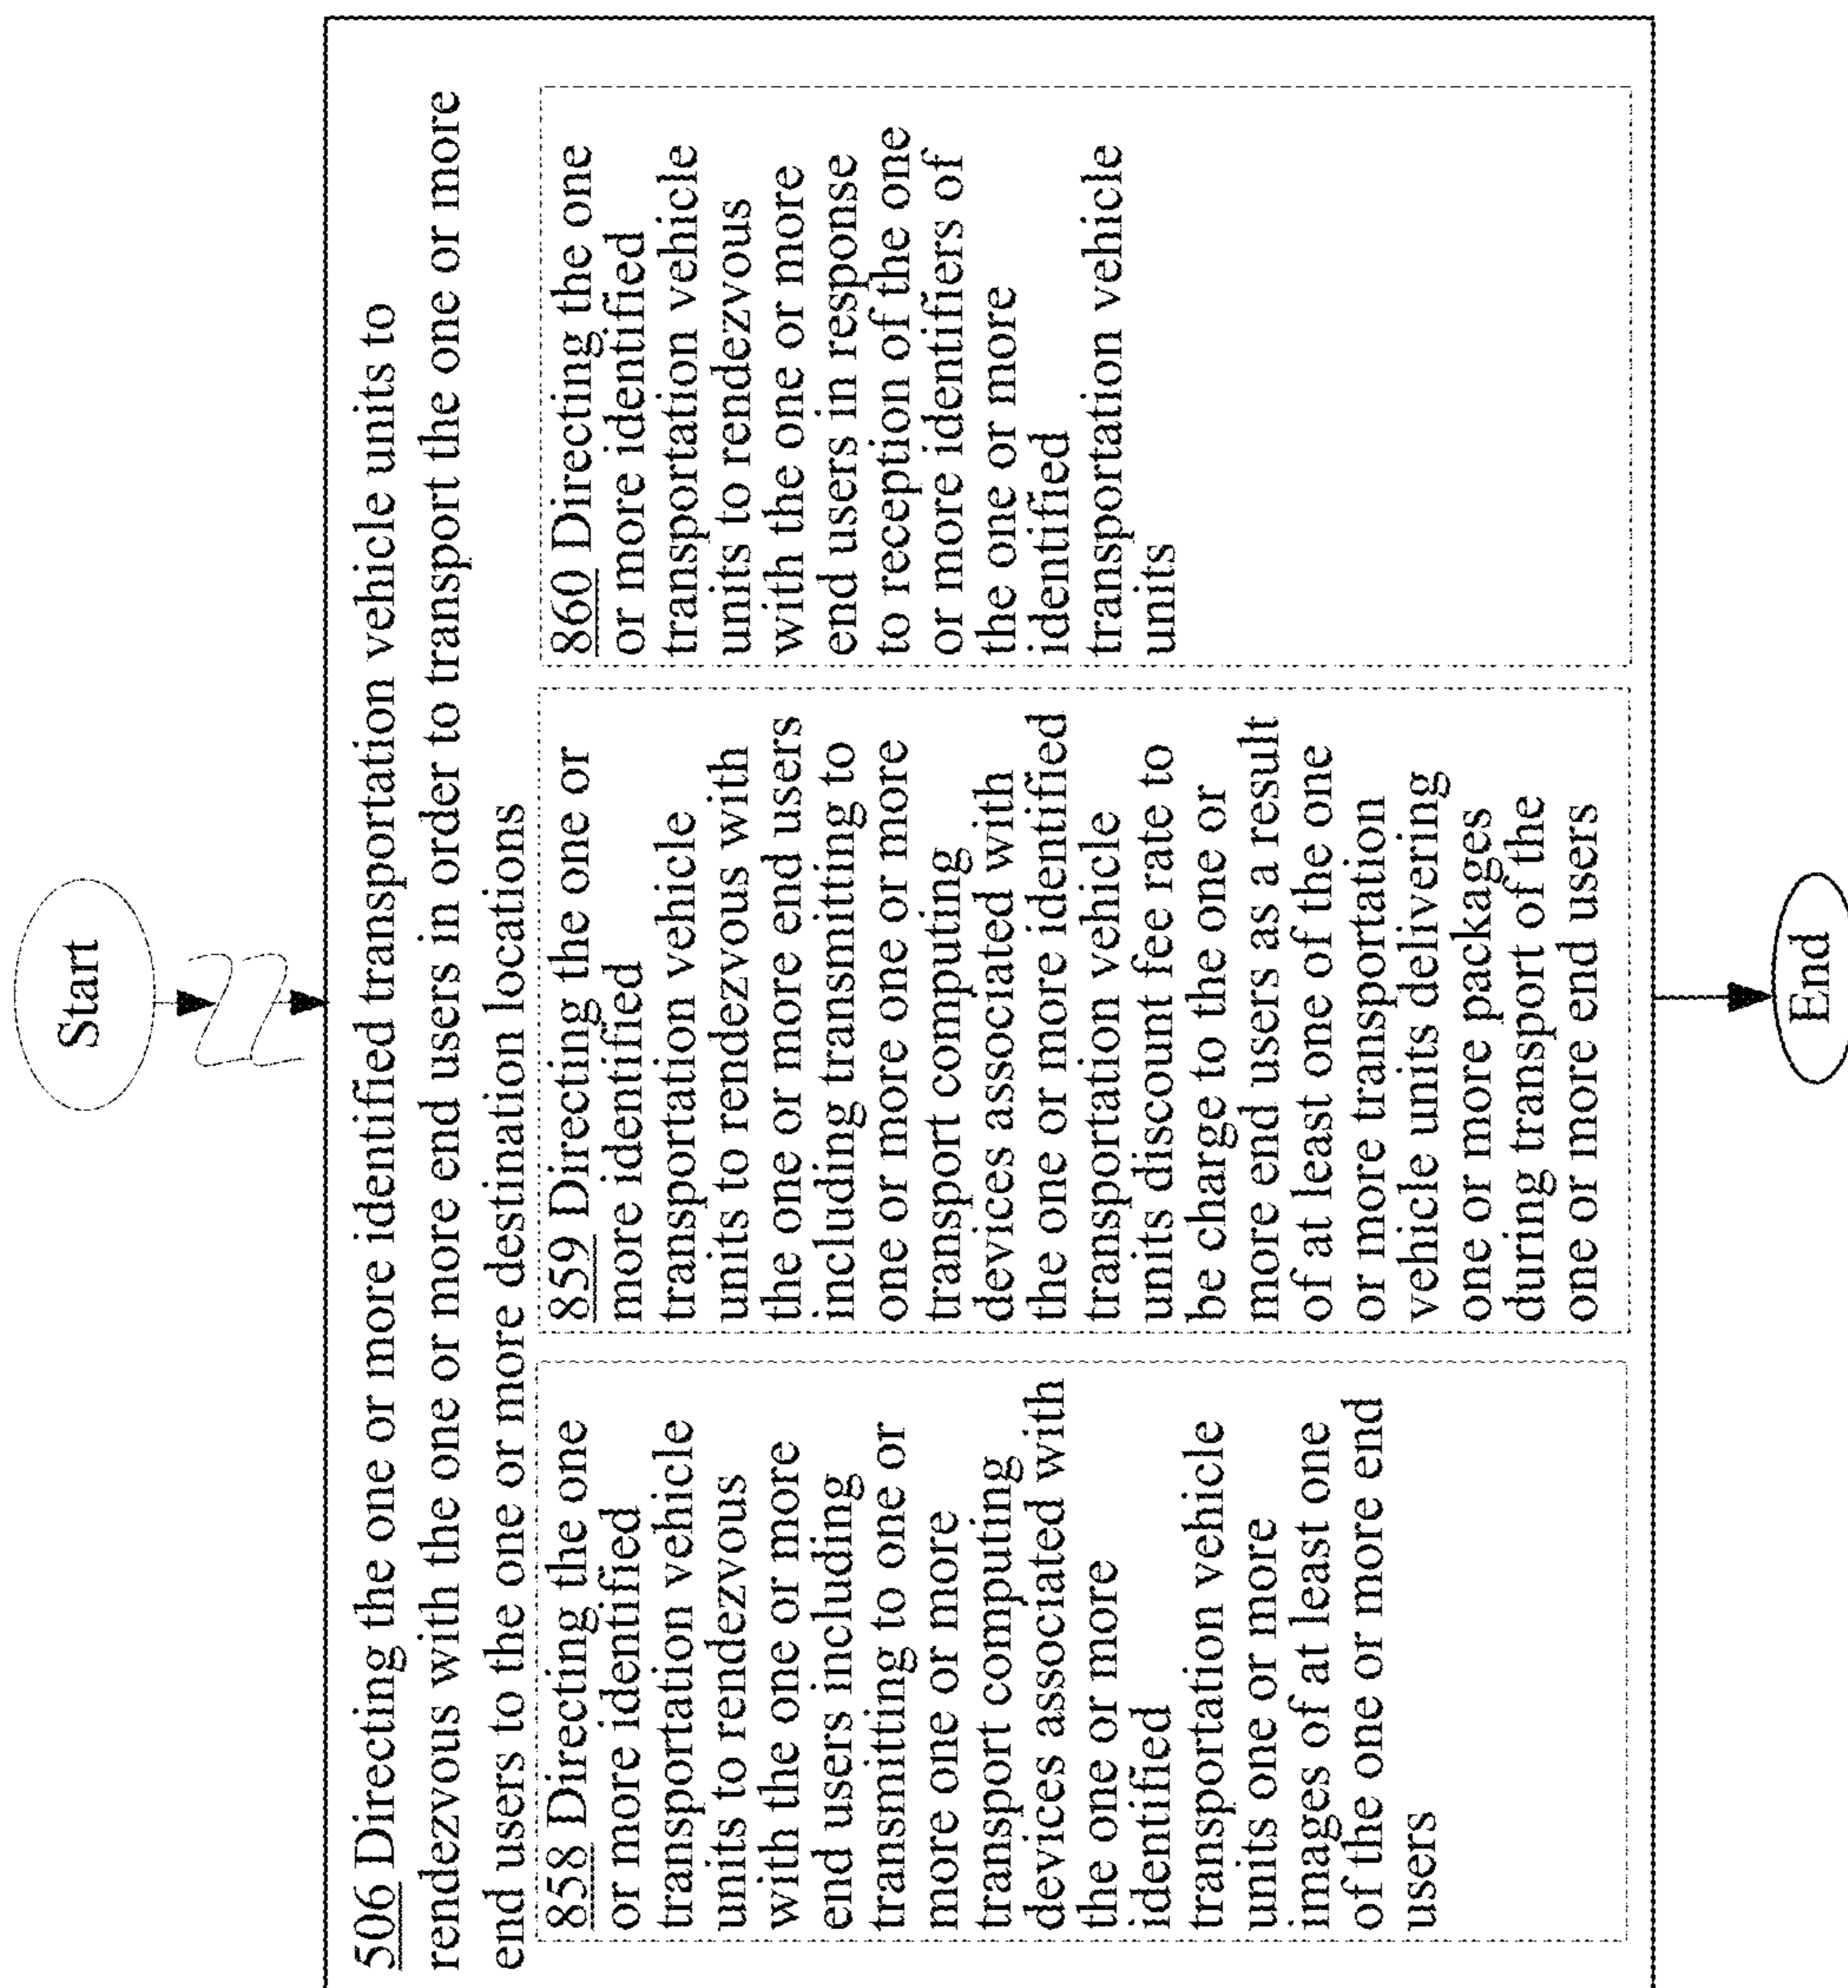 Start
506 Directing the one or more identified transportation vehicle units to
rendezvous with the one or more end users in order to transport the one or more
end users to the one or more destination locations
858 Directing the one
or more identified
transportation vehicle
units to rendezvous
with the one or more
end users including
transmitting to one or
more one or more
transport computing
devices associated with
the one or more
identified
transportation vehicle
units one or more
images of at least one
of the one or more end
users
859 Directing the one or
more identified
transportation vehicle
units to rendezvous with
the one or more end users
including transmitting to
one or more one or more
transport computing
devices associated with
the one or more identified
transportation vehicle
units discount fee rate to
be charge to the one or
more end users as a result
of at least one of the one
or more transportation
vehicle units delivering
one or more packages
during transport of the
one or more end users
860 Directing the one
or more identified
transportation vehicle
units to rendezvous
with the one or more
end users in response
to reception of the one
or more identifiers of
the one or more
identified
transportation vehicle
units
End